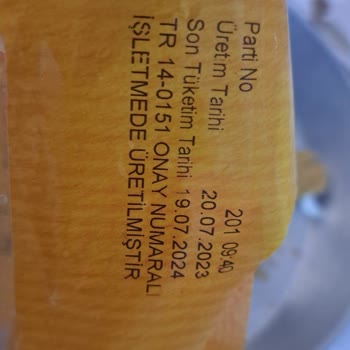 Parti No 201 09:40
Üretim Tarihi 20.07.2023
Son Tüketim Tarihi 19.07.2024
TR 14-0151 ONAY NUMARALI
İŞLETMEDE ÜRETİLMİŞTİR